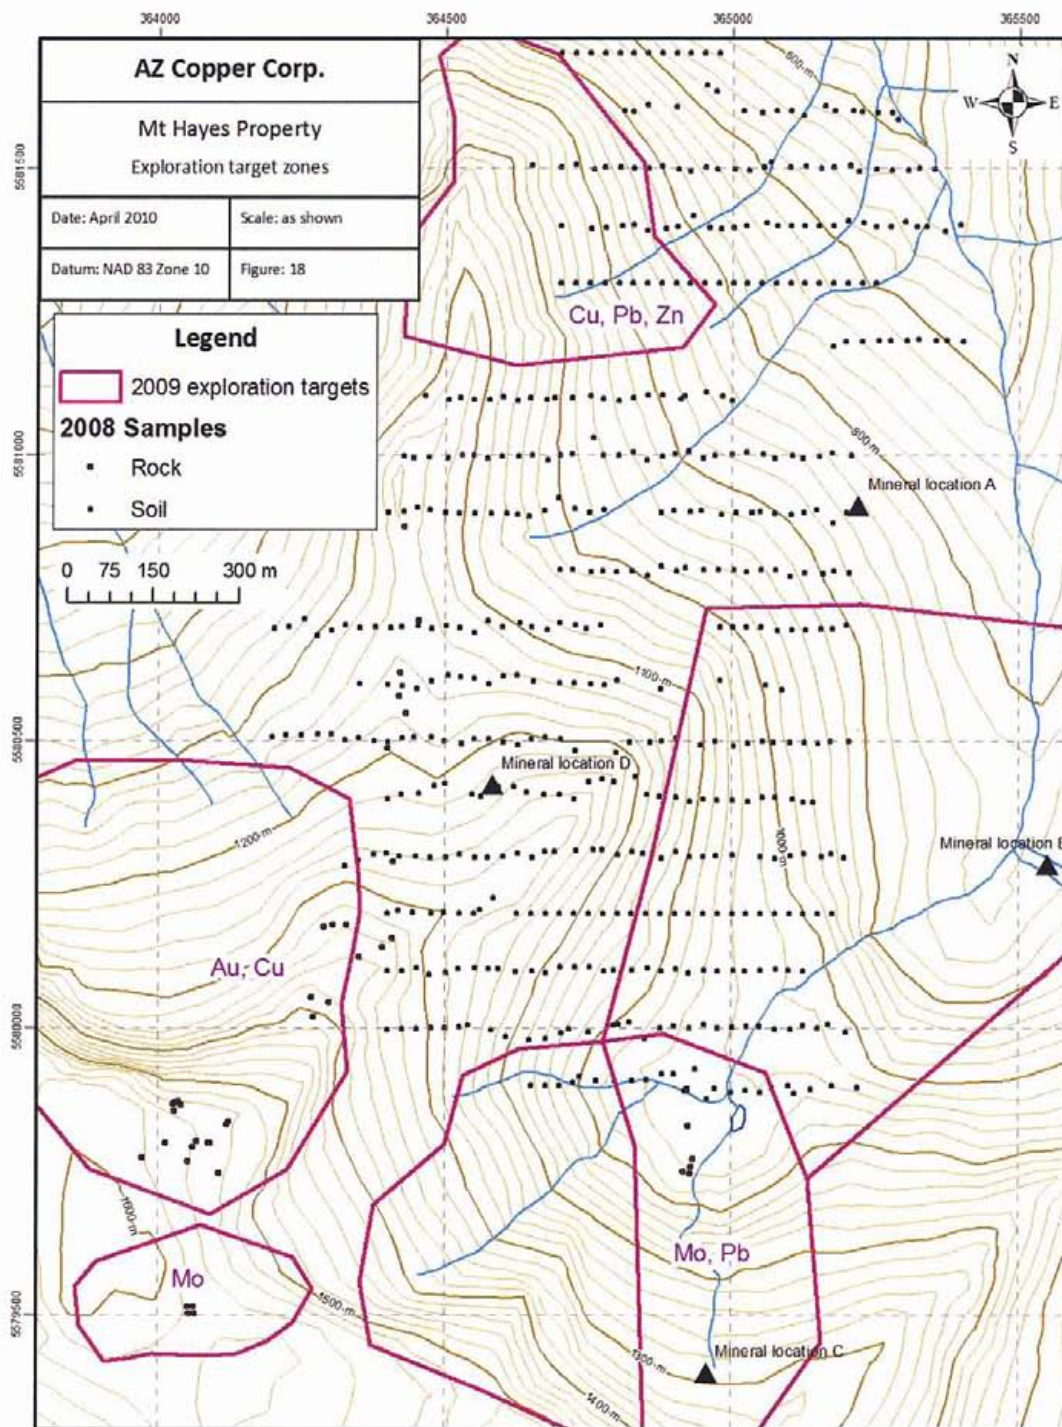 364000
364500
365000
365500
AZ Copper Corp.
Mt Hayes Property
Exploration target zones
Date: April 2010
Scale: as shown
Datum: NAD 83 Zone 10
Figure: 18
N
W
E
S
600-m
5581500
Cu, Pb, Zn
Legend
2009 exploration targets
2008 Samples
Rock
Soil
0 75 150 300 m
5581000
800-m
Mineral location A
1100-m
5580500
Mineral location D
1200-m
1000-m
Mineral location B
Au, Cu
5580000
1600-m
Mo, Pb
Mo
1500-m
5579500
Mineral location C
1300-m
1400-m